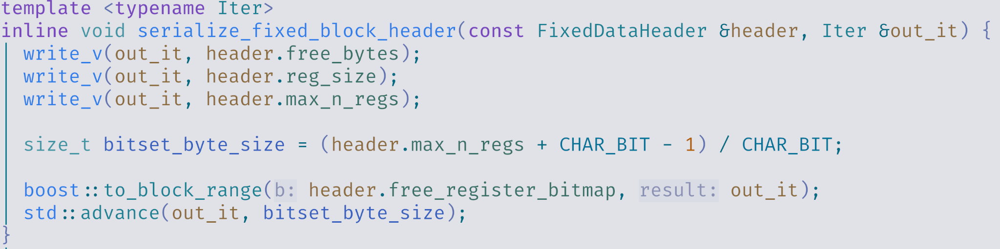 template <typename Iter>
inline void serialize_fixed_block_header(const FixedDataHeader &header, Iter &out_it) {
  write_v(out_it, header.free_bytes);
  write_v(out_it, header.reg_size);
  write_v(out_it, header.max_n_regs);

  size_t bitset_byte_size = (header.max_n_regs + CHAR_BIT - 1) / CHAR_BIT;

  boost::to_block_range(b: header.free_register_bitmap, result: out_it);
  std::advance(out_it, bitset_byte_size);
}